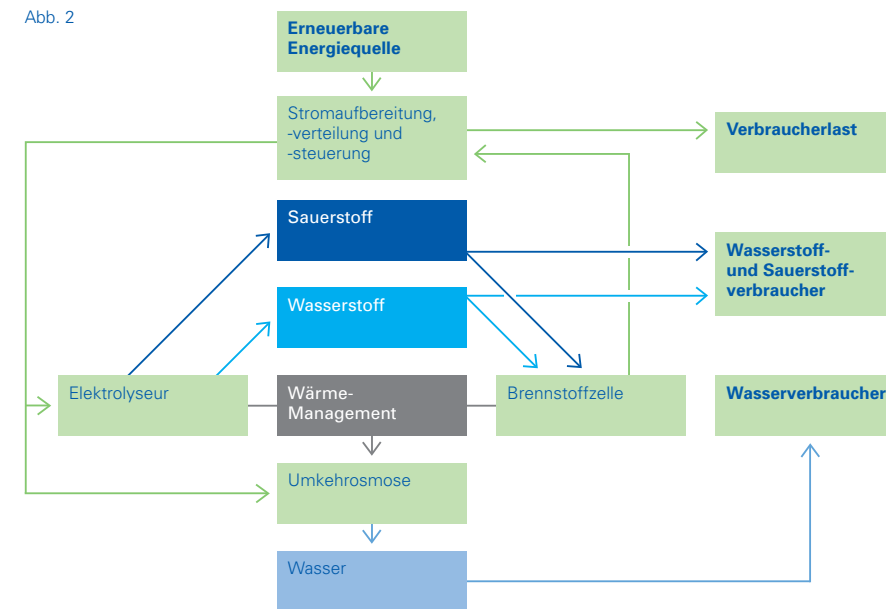 Abb. 2
Erneuerbare
Energiequelle
Stromaufbereitung,
-verteilung und
-steuerung
Verbraucherlast
Sauerstoff
Wasserstoff-
und Sauerstoff-
verbraucher
Wasserstoff
Elektrolyseur
Wärme-
Management
Brennstoffzelle
Wasserverbraucher
Umkehrosmose
Wasser